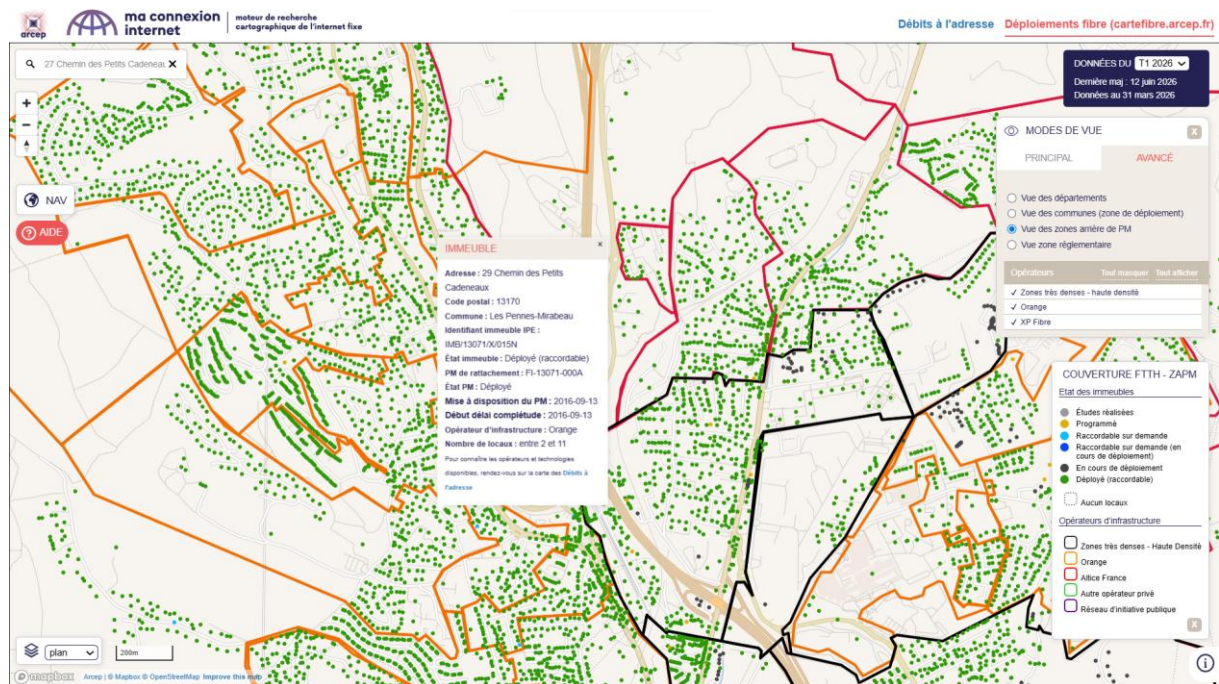 arcep
ma connexion
internet
moteur de recherche
cartographique de l'internet fixe
Débits à l'adresse
Déploiements fibre (cartefibre.arcep.fr)
27 Chemin des Petits Cadeneau
NAV
AIDE
IMMEUBLE
x
Adresse : 29 Chemin des Petits
Cadeneaux
Code postal : 13170
Commune : Les Pennes-Mirabeau
Identifiant immeuble IPE :
IMB/13071/X/015N
État immeuble : Déployé (raccordable)
PM de rattachement : FI-13071-000A
État PM : Déployé
Mise à disposition du PM : 2016-09-13
Début délai complétude : 2016-09-13
Opérateur d'infrastructure : Orange
Nombre de locaux : entre 2 et 11
Pour connaître les opérateurs et technologies
disponibles, rendez-vous sur la carte des Débits à
l'adresse
DONNÉES DU T1 2026
Dernière maj : 12 juin 2026
Données au 31 mars 2026
MODES DE VUE
X
PRINCIPAL
AVANCÉ
Vue des départements
Vue des communes (zone de déploiement)
Vue des zones arrière de PM
Vue zone réglementaire
Opérateurs Tout masquer Tout afficher
✓ Zones très denses - haute densité
✓ Orange
✓ XP Fibre
COUVERTURE FTTH - ZAPM
Etat des immeubles
Études réalisées
Programmé
Raccordable sur demande
Raccordable sur demande (en
cours de déploiement)
En cours de déploiement
Déployé (raccordable)
Aucun locaux
Opérateurs d'infrastructure
Zones très denses - Haute Densité
Orange
Altice France
Autre opérateur privé
Réseau d'initiative publique
X
plan
200m
mapbox
Arcep | © Mapbox © OpenStreetMap Improve this map